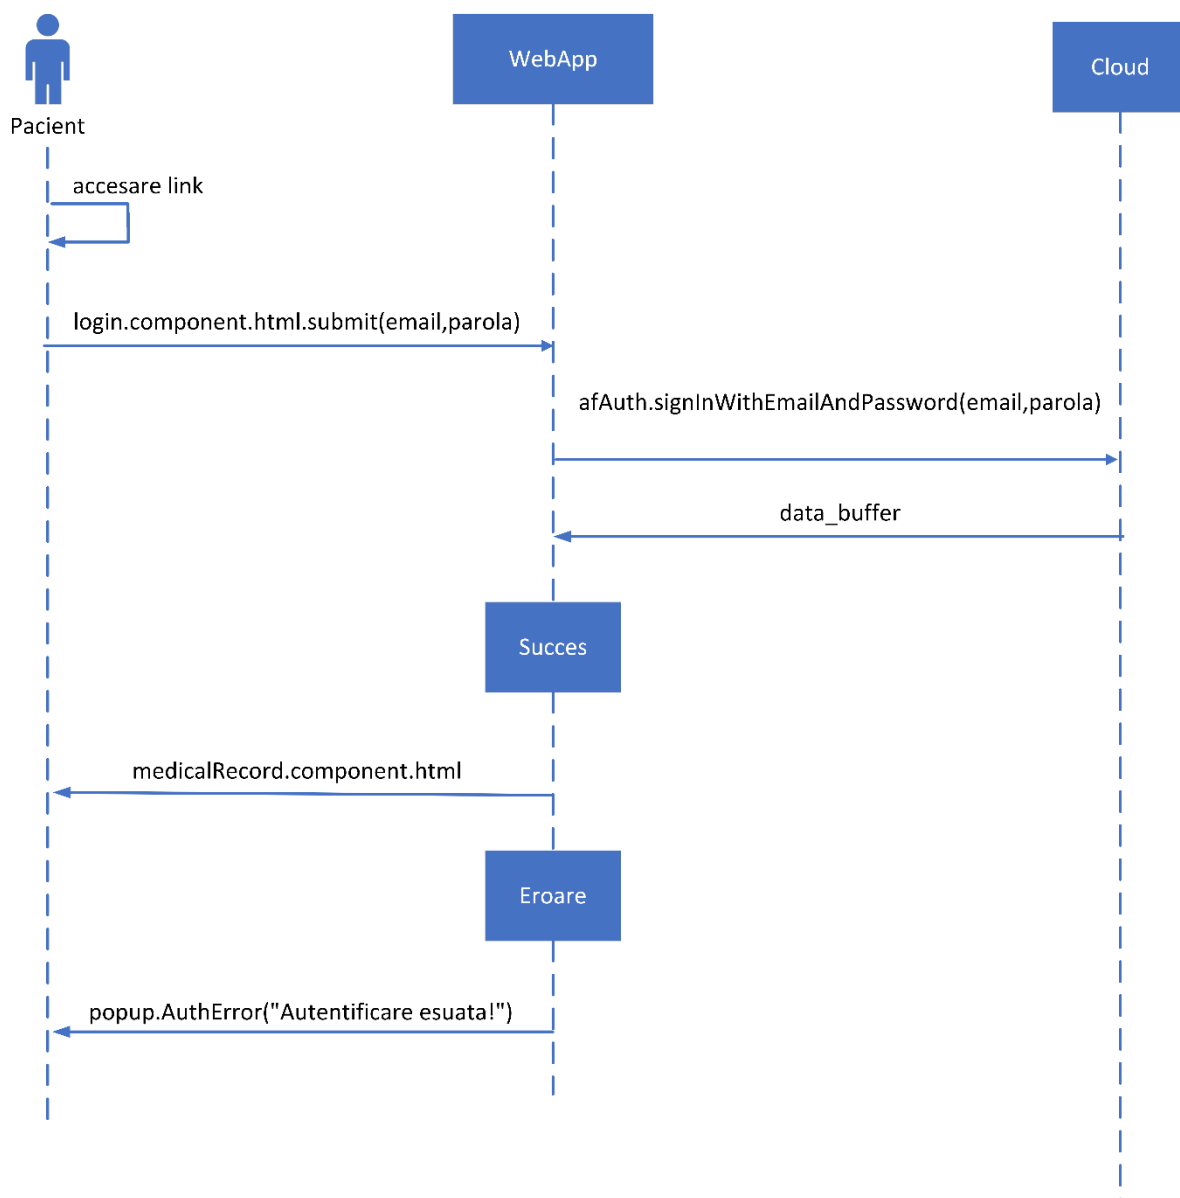 WebApp
Cloud
Pacient
accesare link
login.component.html.submit(email,parola)
afAuth.signInWithEmailAndPassword(email,parola)
data_buffer
Succes
medicalRecord.component.html
Eroare
popup.AuthError("Autentificare esuata!")